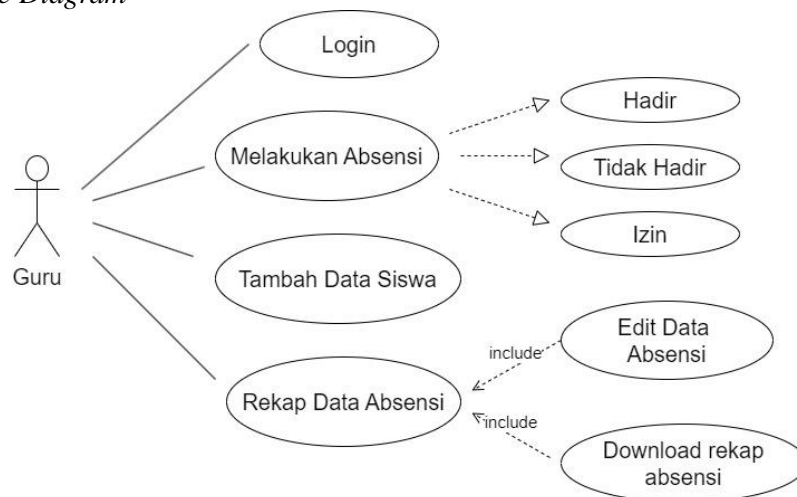 Diagram
Login
Melakukan Absensi
Hadir
Tidak Hadir
Izin
Guru
Tambah Data Siswa
Rekap Data Absensi
include
Edit Data
Absensi
include
Download rekap
absensi